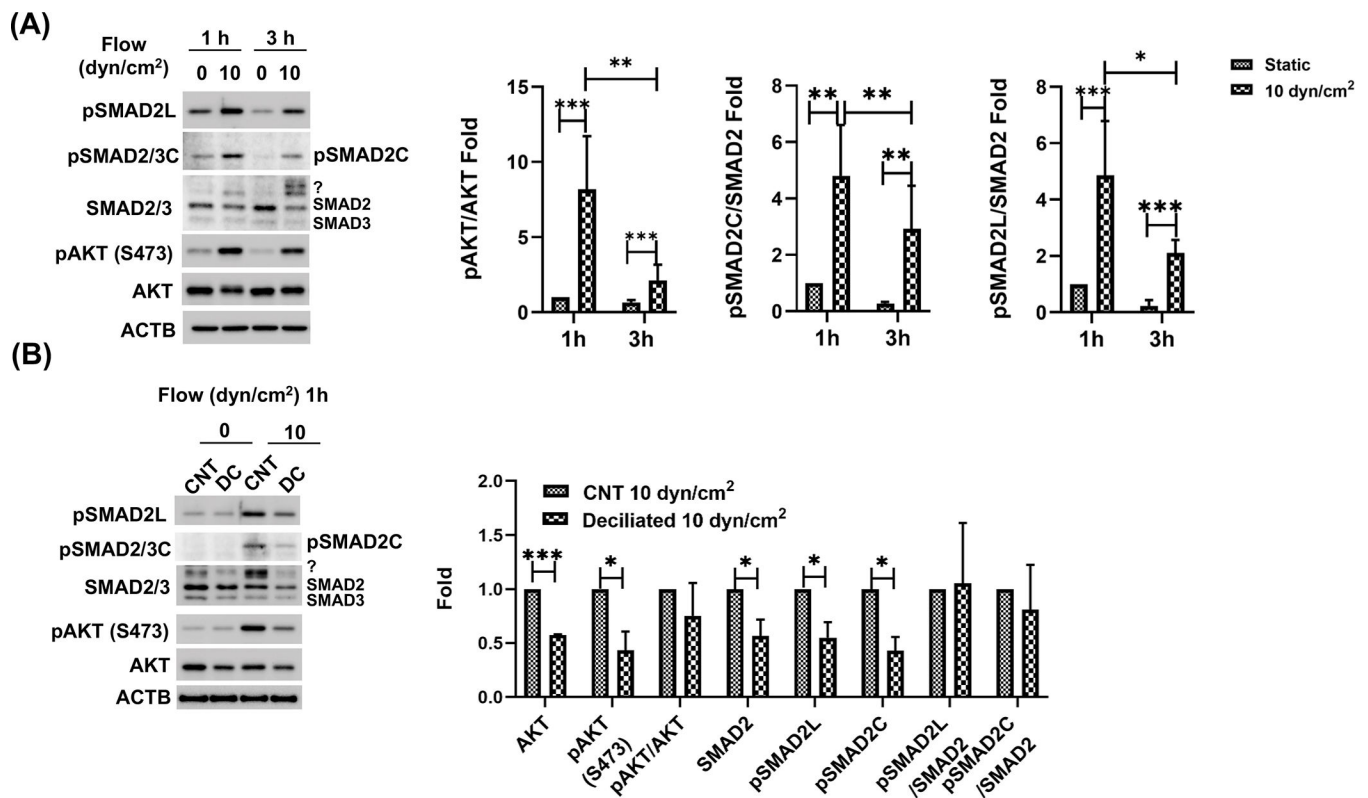 (A)
Flow
(dyn/cm²)
1 h 3 h
0 10 0 10
pSMAD2L
pSMAD2/3C
pSMAD2C
SMAD2/3
?
SMAD2
SMAD3
pAKT (S473)
AKT
ACTB
pAKT/AKT Fold
15
10
5
0
***
**
***
1h 3h
pSMAD2C/SMAD2 Fold
8
6
4
2
0
**
**
**
1h 3h
pSMAD2L/SMAD2 Fold
8
6
4
2
0
***
*
***
1h 3h
Static
10 dyn/cm²
(B)
Flow (dyn/cm²) 1h
0 10
CNT DC CNT DC
pSMAD2L
pSMAD2/3C
pSMAD2C
SMAD2/3
?
SMAD2
SMAD3
pAKT (S473)
AKT
ACTB
Fold
2.0
1.5
1.0
0.5
0.0
CNT 10 dyn/cm²
Deciliated 10 dyn/cm²
***
*
*
*
*
AKT
pAKT
(S473)
pAKT/AKT
SMAD2
pSMAD2L
pSMAD2C
pSMAD2L
/SMAD2
pSMAD2C
/SMAD2